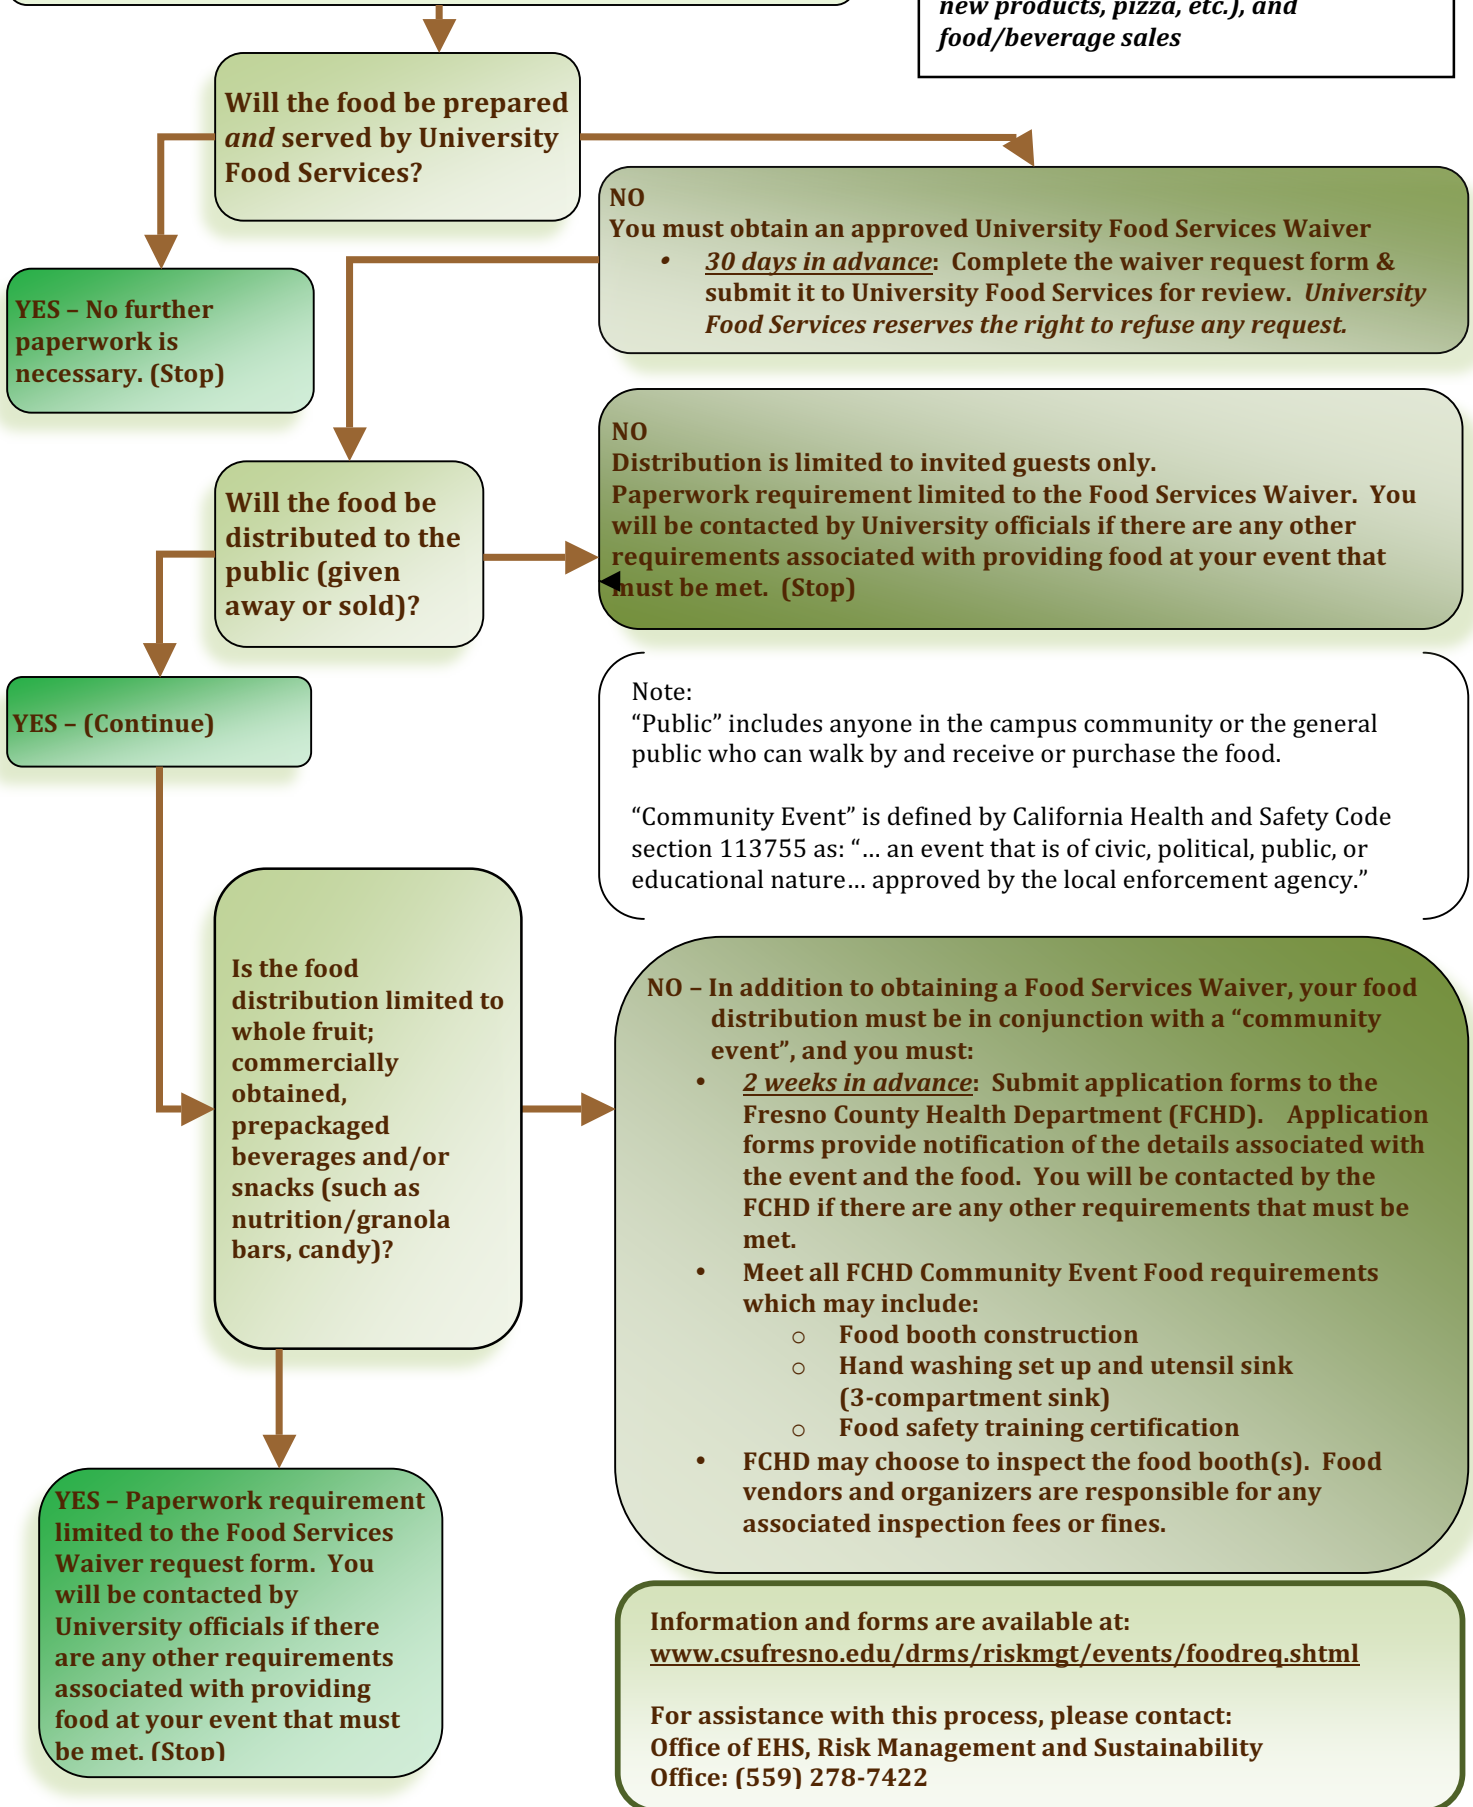 new products, pizza, etc.), and
food/beverage sales
Will the food be prepared
and served by University
Food Services?
NO
You must obtain an approved University Food Services Waiver
• 30 days in advance: Complete the waiver request form &
submit it to University Food Services for review. University
Food Services reserves the right to refuse any request.
YES – No further
paperwork is
necessary. (Stop)
NO
Distribution is limited to invited guests only.
Paperwork requirement limited to the Food Services Waiver. You
will be contacted by University officials if there are any other
requirements associated with providing food at your event that
must be met. (Stop)
Will the food be
distributed to the
public (given
away or sold)?
YES – (Continue)
Note:
“Public” includes anyone in the campus community or the general
public who can walk by and receive or purchase the food.
“Community Event” is defined by California Health and Safety Code
section 113755 as: “… an event that is of civic, political, public, or
educational nature… approved by the local enforcement agency.”
Is the food
distribution limited to
whole fruit;
commercially
obtained,
prepackaged
beverages and/or
snacks (such as
nutrition/granola
bars, candy)?
NO – In addition to obtaining a Food Services Waiver, your food
distribution must be in conjunction with a “community
event”, and you must:
• 2 weeks in advance: Submit application forms to the
Fresno County Health Department (FCHD). Application
forms provide notification of the details associated with
the event and the food. You will be contacted by the
FCHD if there are any other requirements that must be
met.
• Meet all FCHD Community Event Food requirements
which may include:
o Food booth construction
o Hand washing set up and utensil sink
(3-compartment sink)
o Food safety training certification
• FCHD may choose to inspect the food booth(s). Food
vendors and organizers are responsible for any
associated inspection fees or fines.
YES – Paperwork requirement
limited to the Food Services
Waiver request form. You
will be contacted by
University officials if there
are any other requirements
associated with providing
food at your event that must
be met. (Stop)
Information and forms are available at:
www.csufresno.edu/drms/riskmgt/events/foodreq.shtml
For assistance with this process, please contact:
Office of EHS, Risk Management and Sustainability
Office: (559) 278-7422